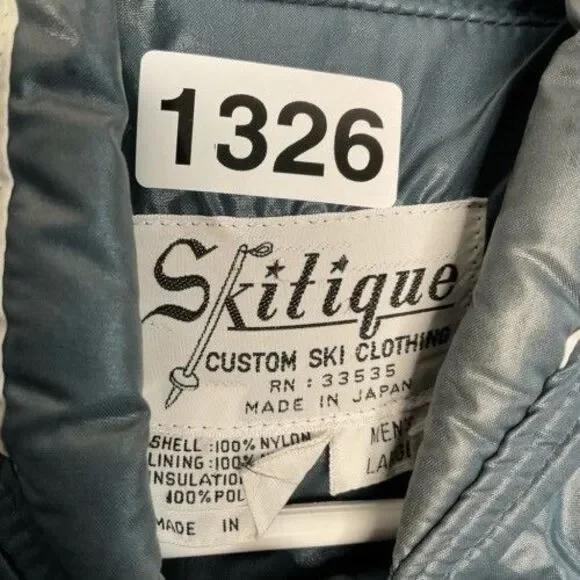 1326
Skitique
CUSTOM SKI CLOTHING
RN : 33535
MADE IN JAPAN
MEN'S
SHELL :100% NYLON
LINING :100%
INSULATION
100% POL
MADE IN